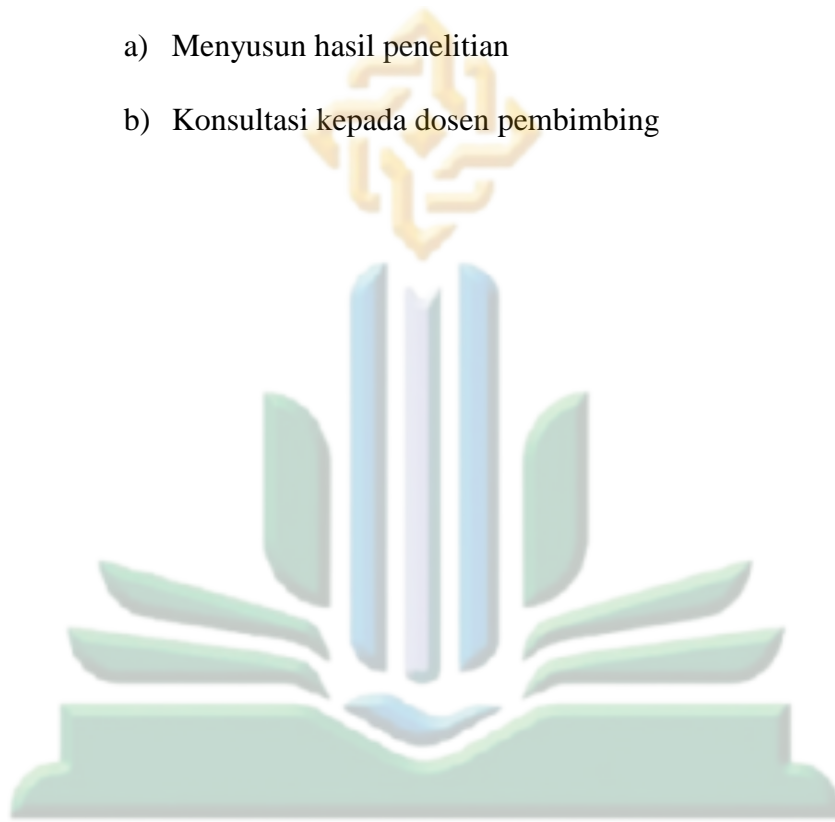 a) Menyusun hasil penelitian
b) Konsultasi kepada dosen pembimbing